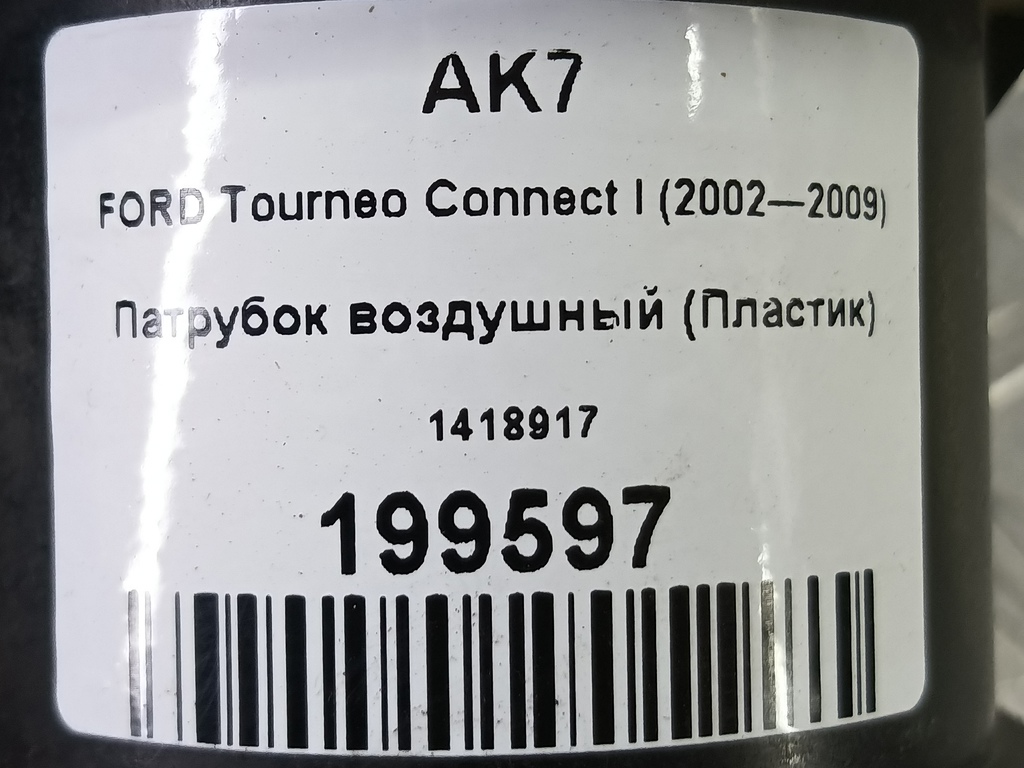 AK7
FORD Tourneo Connect I (2002—2009)
Патрубок воздушный (Пластик)
1418917
199597